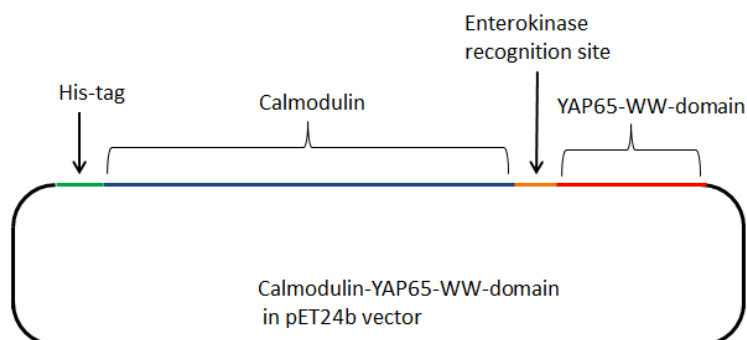 Enterokinase
recognition site
His-tag
Calmodulin
YAP65-WW-domain
Calmodulin-YAP65-WW-domain
in pET24b vector